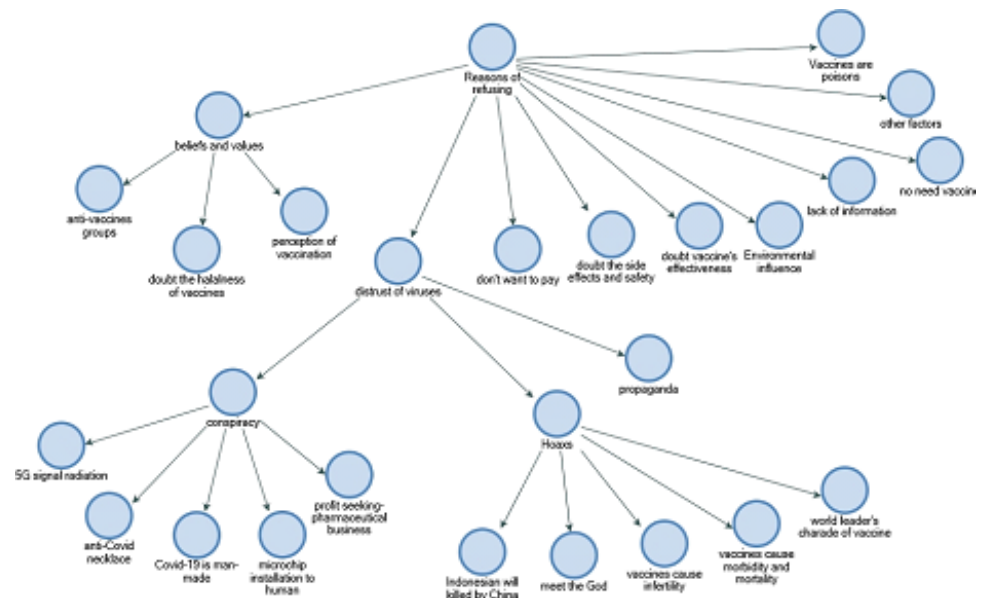 Reasons of
refusing
Vaccines are
poisons
other factors
no need vaccine
lack of information
Environmental
influence
doubt vaccine's
effectiveness
doubt the side
effects and safety
don't want to pay
distrust of viruses
beliefs and values
anti-vaccines
groups
doubt the halalness
of vaccines
perception of
vaccination
propaganda
conspiracy
Hoaxs
5G signal radiation
anti-Covid
necklace
Covid-19 is man-
made
microchip
installation to
human
profit seeking-
pharmaceutical
business
Indonesian will
killed by China
meet the God
vaccines cause
infertility
vaccines cause
morbidity and
mortality
world leader's
charade of vaccine